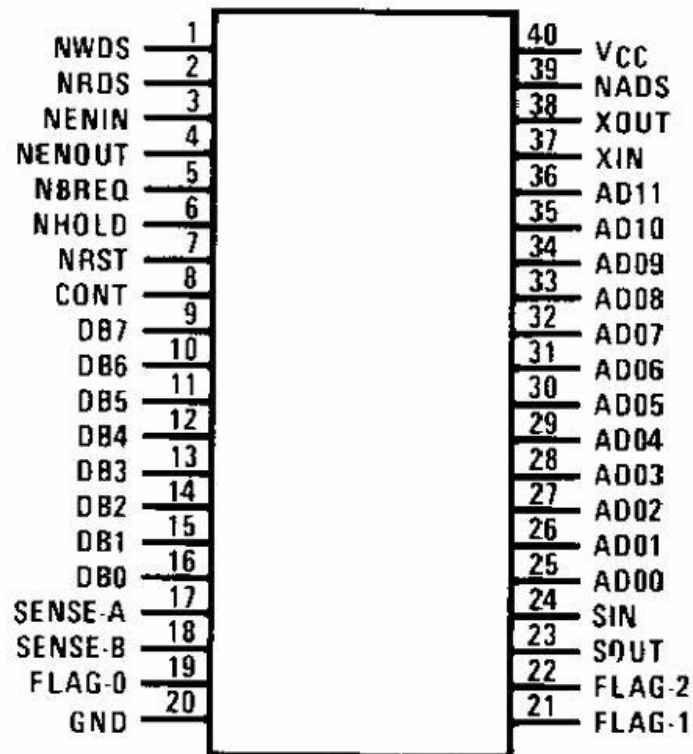 1 NWDS
2 NRDS
3 NENIN
4 NENOUT
5 NBREQ
6 NHOLD
7 NRST
8 CONT
9 DB7
10 DB6
11 DB5
12 DB4
13 DB3
14 DB2
15 DB1
16 DB0
17 SENSE-A
18 SENSE-B
19 FLAG-0
20 GND
40 VCC
39 NADS
38 XOUT
37 XIN
36 AD11
35 AD10
34 AD09
33 AD08
32 AD07
31 AD06
30 AD05
29 AD04
28 AD03
27 AD02
26 AD01
25 AD00
24 SIN
23 SOUT
22 FLAG-2
21 FLAG-1